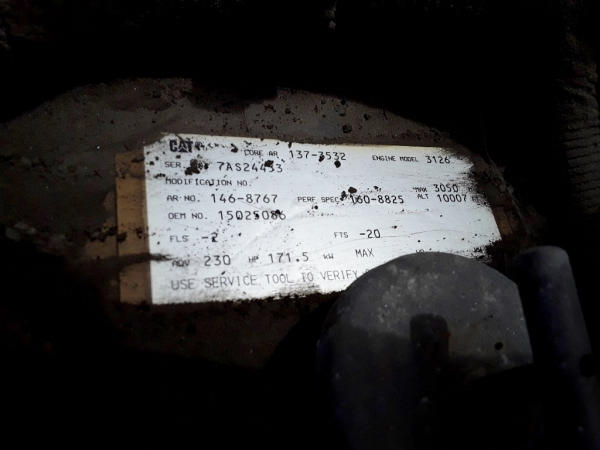 CAT CORE AR 137-3532 ENGINE MODEL 3126
SER 7AS24433
MODIFICATION NO.
AR NO. 146-8767 PERF SPEC 160-8825 MAX ALT 3050 M 10007 F
OEM NO. 15025086
FLS -2 FTS -20
ADV 230 HP 171.5 kW MAX
USE SERVICE TOOL TO VERIFY